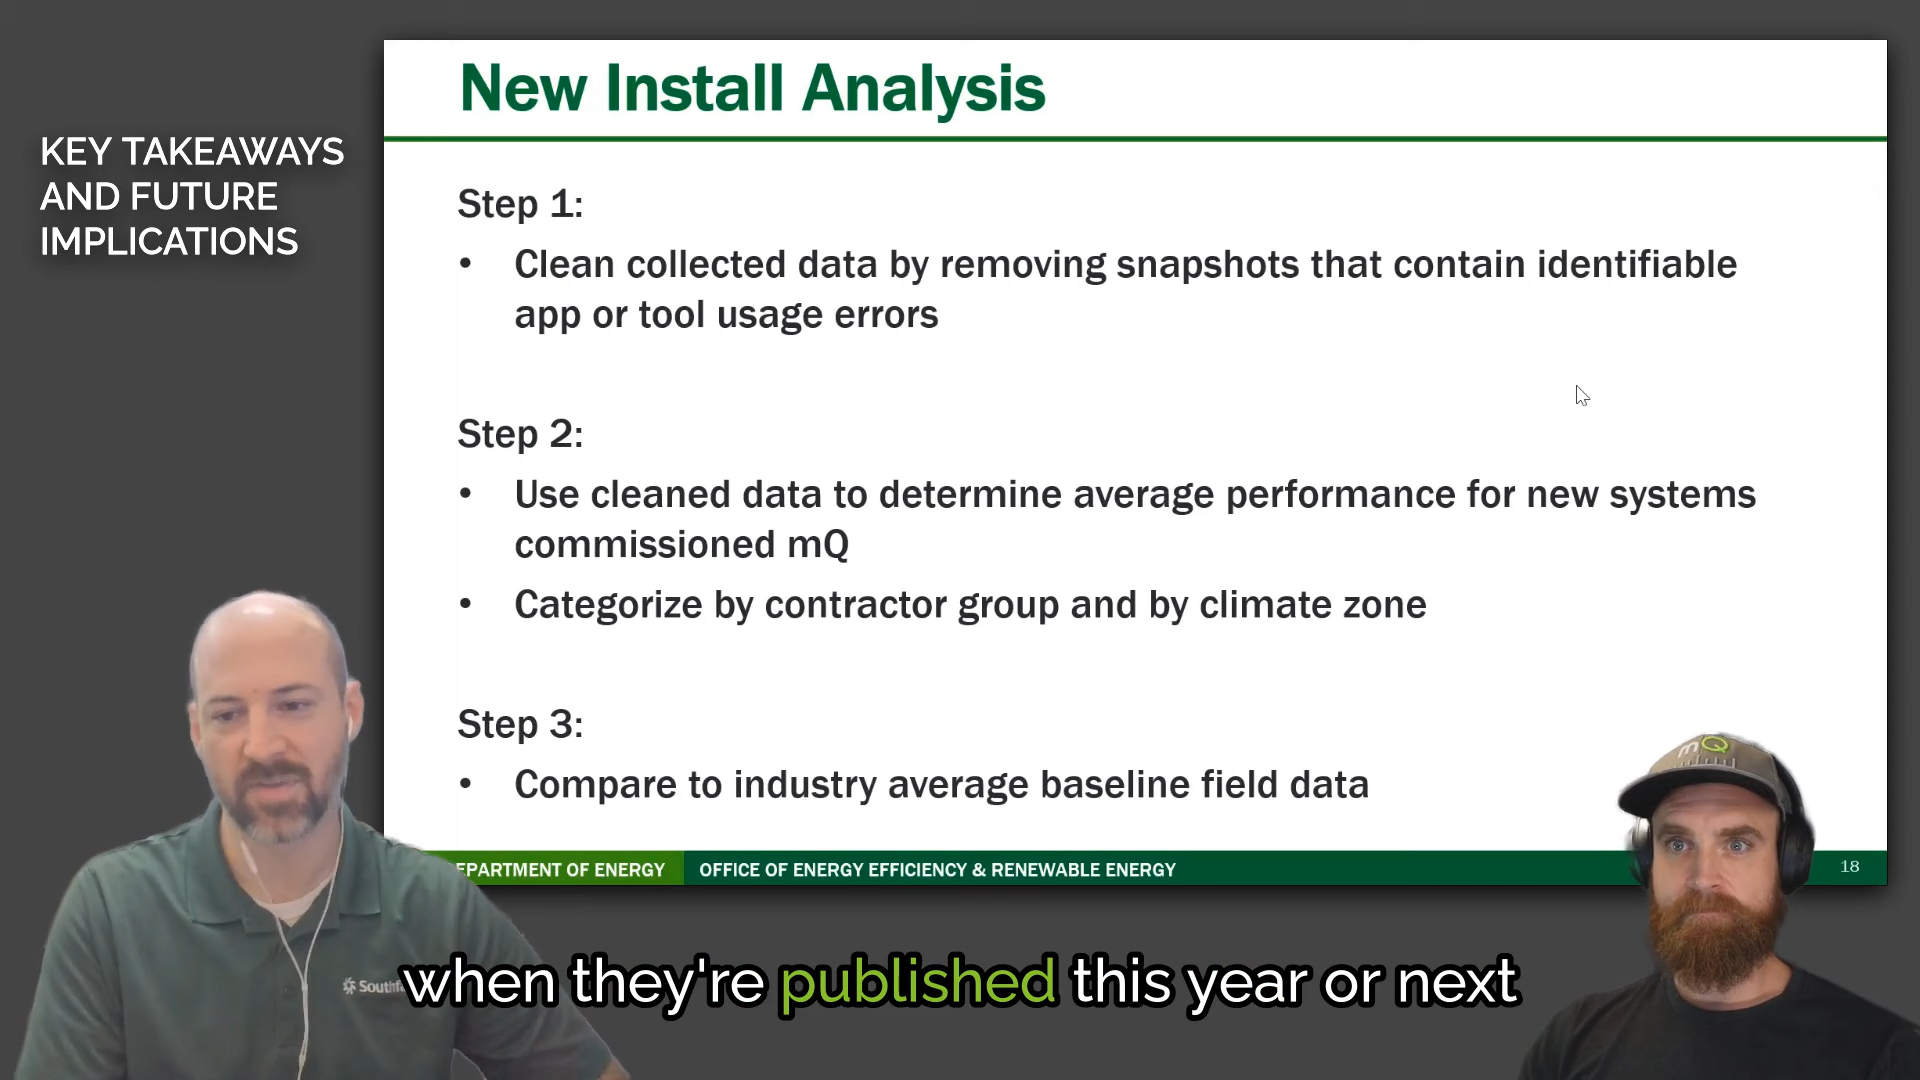 New Install Analysis
KEY TAKEAWAYS
AND FUTURE
IMPLICATIONS
Step 1:
• Clean collected data by removing snapshots that contain identifiable
app or tool usage errors
Step 2:
• Use cleaned data to determine average performance for new systems
commissioned mQ
• Categorize by contractor group and by climate zone
Step 3:
• Compare to industry average baseline field data
mQ
EPARTMENT OF ENERGY OFFICE OF ENERGY EFFICIENCY & RENEWABLE ENERGY 18
when they're published this year or next